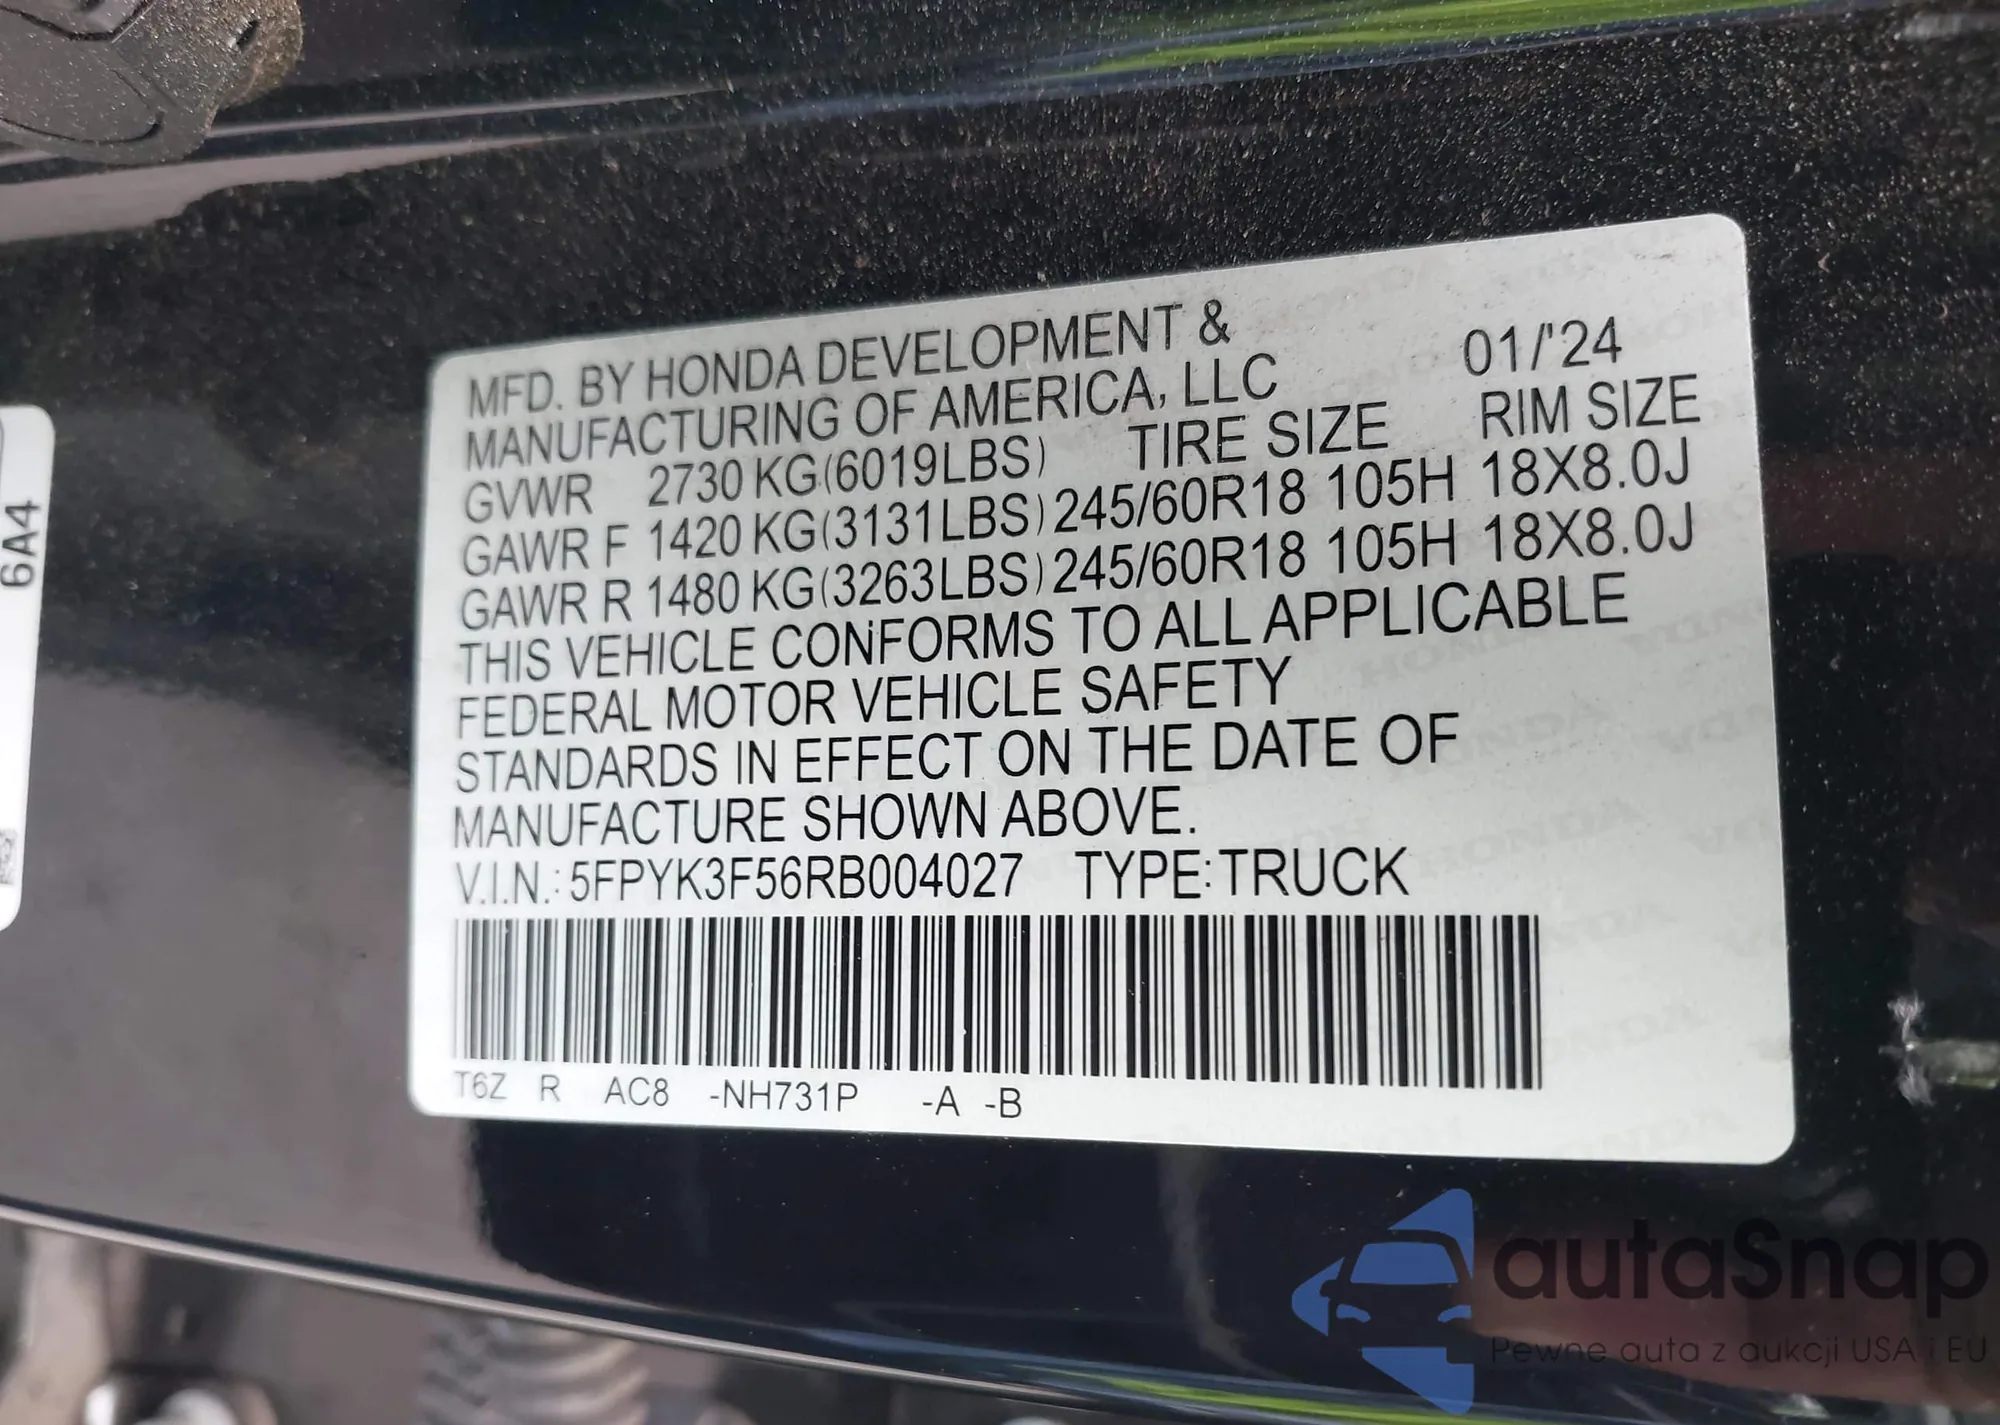 MFD. BY HONDA DEVELOPMENT &
MANUFACTURING OF AMERICA, LLC 01/'24
GVWR 2730 KG(6019LBS) TIRE SIZE RIM SIZE
GAWR F 1420 KG(3131LBS) 245/60R18 105H 18X8.0J
GAWR R 1480 KG(3263LBS) 245/60R18 105H 18X8.0J
THIS VEHICLE CONFORMS TO ALL APPLICABLE
FEDERAL MOTOR VEHICLE SAFETY
STANDARDS IN EFFECT ON THE DATE OF
MANUFACTURE SHOWN ABOVE.
V.I.N.: 5FPYK3F56RB004027 TYPE: TRUCK
T6Z R AC8 -NH731P -A -B
6A4
autaSnap
Pewne auta z aukcji USA i EU